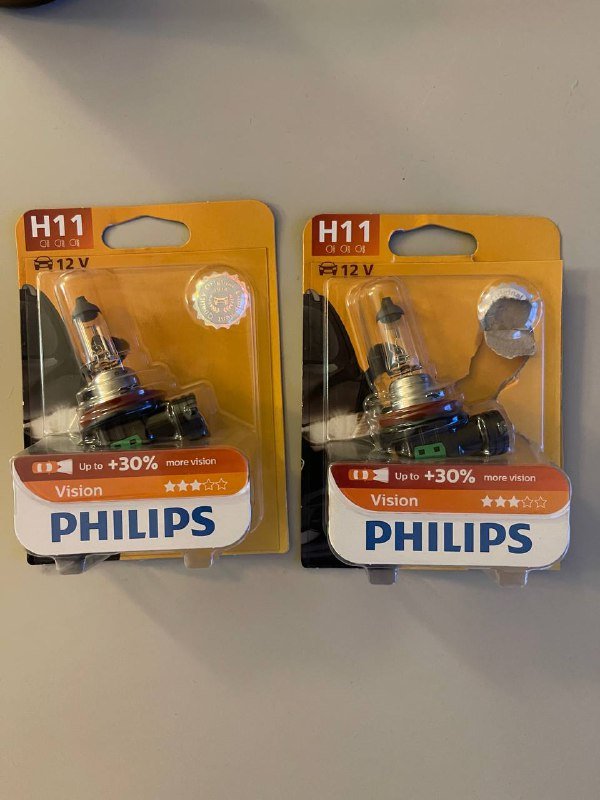 H11
12 V
Up to +30% more vision
Vision
PHILIPS
H11
12 V
Up to +30% more vision
Vision
PHILIPS